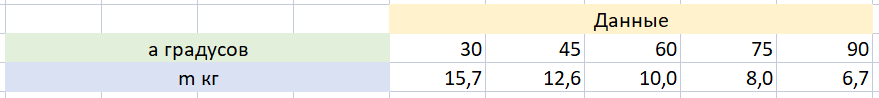 Данные
a градусов 30 45 60 75 90
m кг 15,7 12,6 10,0 8,0 6,7